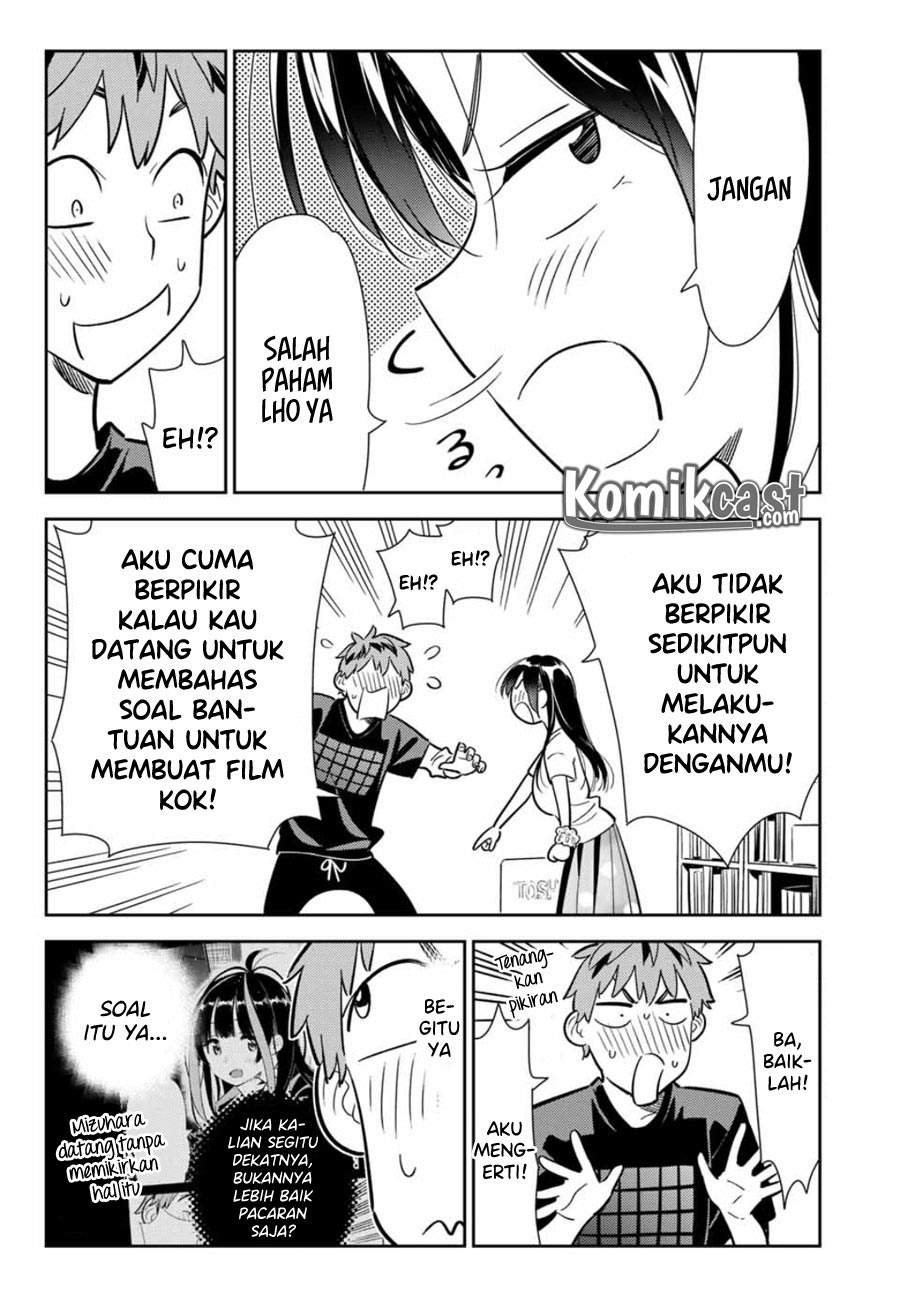 JANGAN
SALAH
PAHAM
LHO YA
る
EH!?
Komikcast
.com
AKU TIDAK
BERPIKIR
SEDIKITPUN
UNTUK
MELAKU-
KANNYA
DENGANMU!
EH!?
EH!?
AKU CUMA
BERPIKIR
KALAU KAU
DATANG UNTUK
MEMBAHAS
SOAL BAN-
TUAN UNTUK
MEMBUAT FILM
KOK!
BA,
BAIK-
LAH!
Tenang-
kan
pikiran
AKU
MENG-
ERTI!
BE-
GITU
YA
SOAL
ITU YA...
JIKA KA-
LIAN SEGITU
DEKATNYA,
BUKANNYA
LEBIH BAIK
PACARAN
SAJA?
Mizuhara
datang tanpa
memikirkan
hal itu